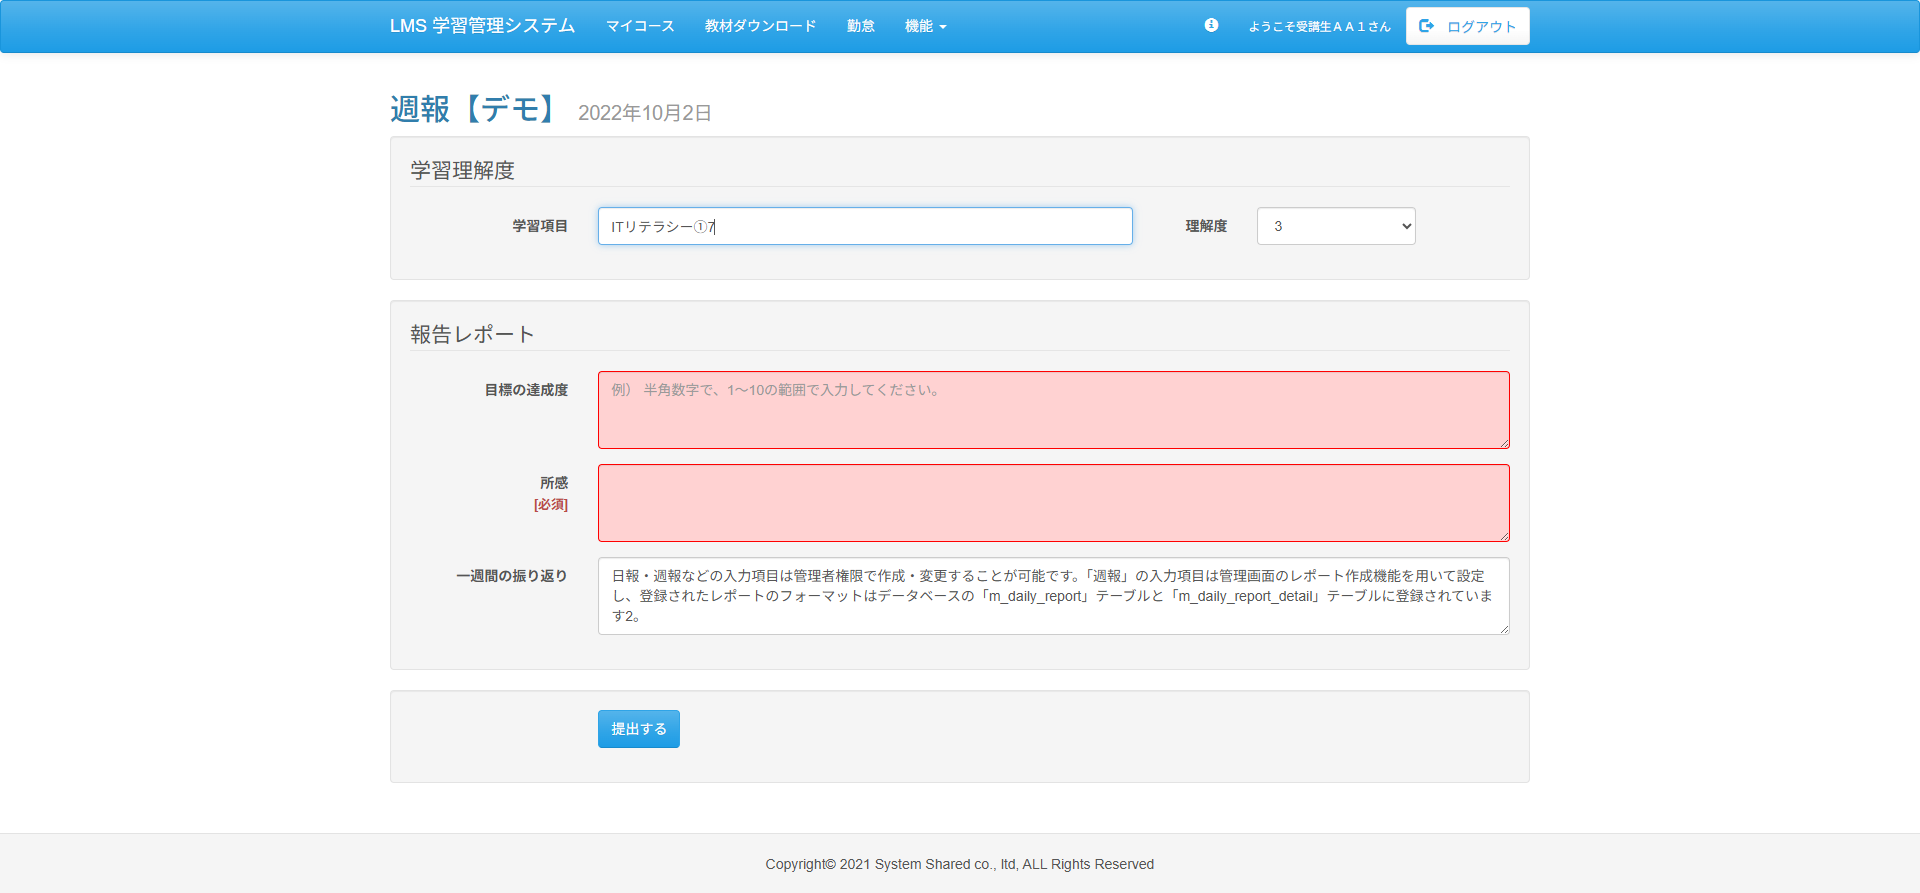 LMS 学習管理システム マイコース 教材ダウンロード 勤怠 機能 ようこそ受講生ＡＡ１さん ログアウト
週報【デモ】 2022年10月2日
学習理解度
学習項目 ITリテラシー①7 理解度 3
報告レポート
目標の達成度 例） 半角数字で、1～10の範囲で入力してください。
所感
[必須]
一週間の振り返り 日報・週報などの入力項目は管理者権限で作成・変更することが可能です。「週報」の入力項目は管理画面のレポート作成機能を用いて設定
し、登録されたレポートのフォーマットはデータベースの「m_daily_report」テーブルと「m_daily_report_detail」テーブルに登録されていま
す2。
提出する
Copyright© 2021 System Shared co., ltd, ALL Rights Reserved